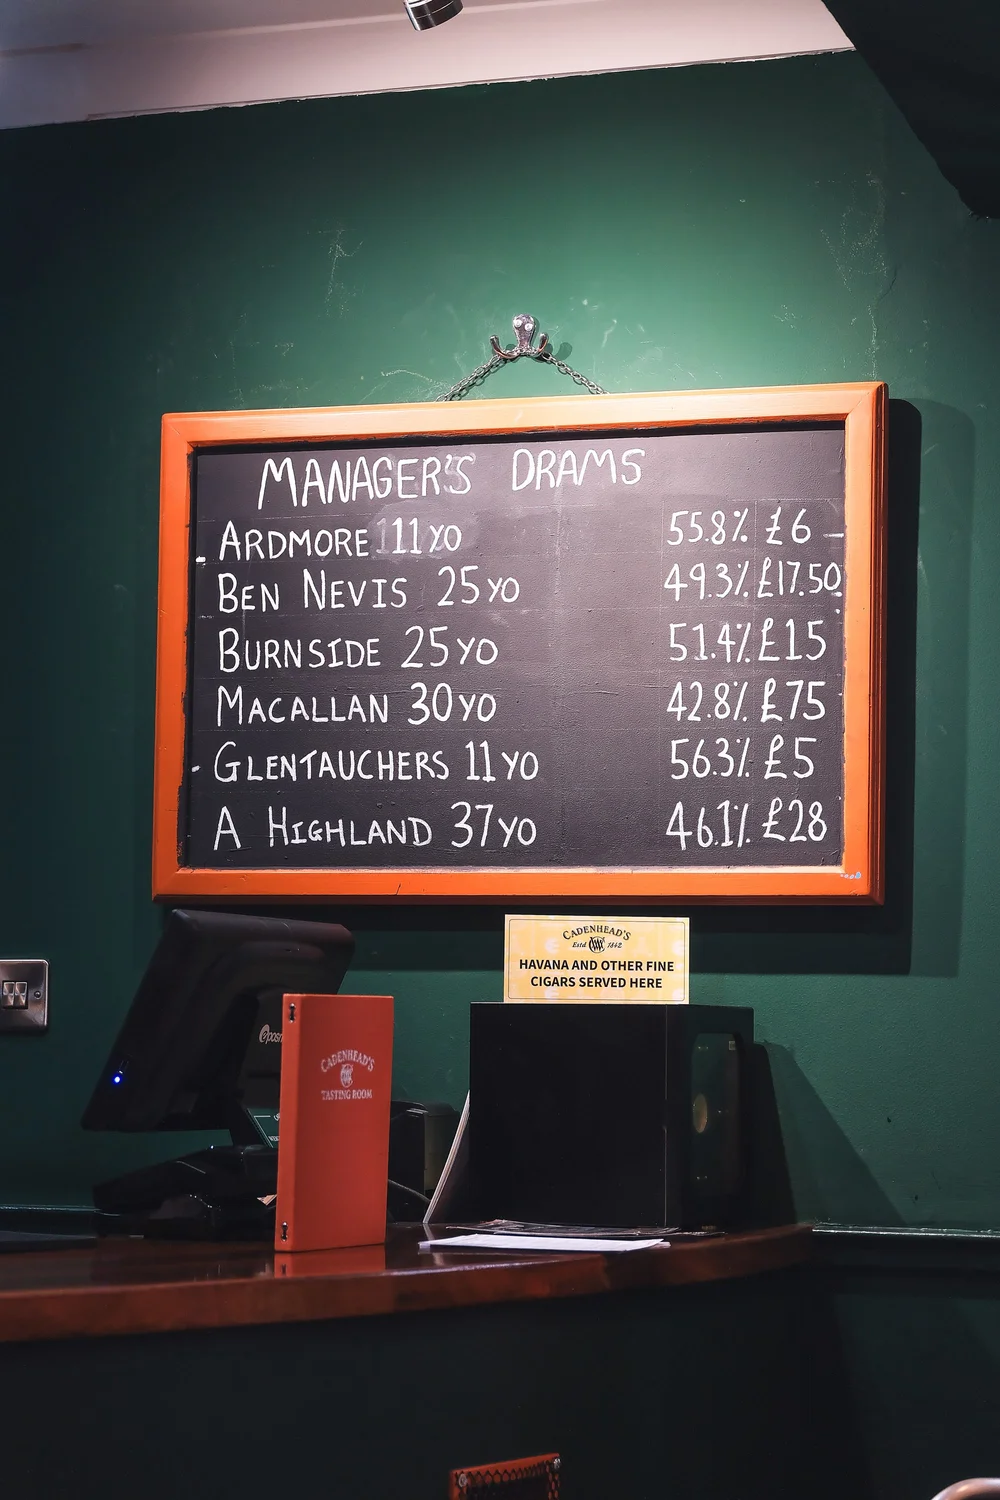 MANAGER'S DRAMS
ARDMORE 11YO 55.8% £6
BEN NEVIS 25YO 49.3% £17.50
BURNSIDE 25YO 51.4% £15
MACALLAN 30YO 42.8% £75
GLENTAUCHERS 11YO 56.3% £5
A HIGHLAND 37YO 46.1% £28
CADENHEAD'S
Estd 1842
HAVANA AND OTHER FINE
CIGARS SERVED HERE
CADENHEAD'S
TASTING ROOM